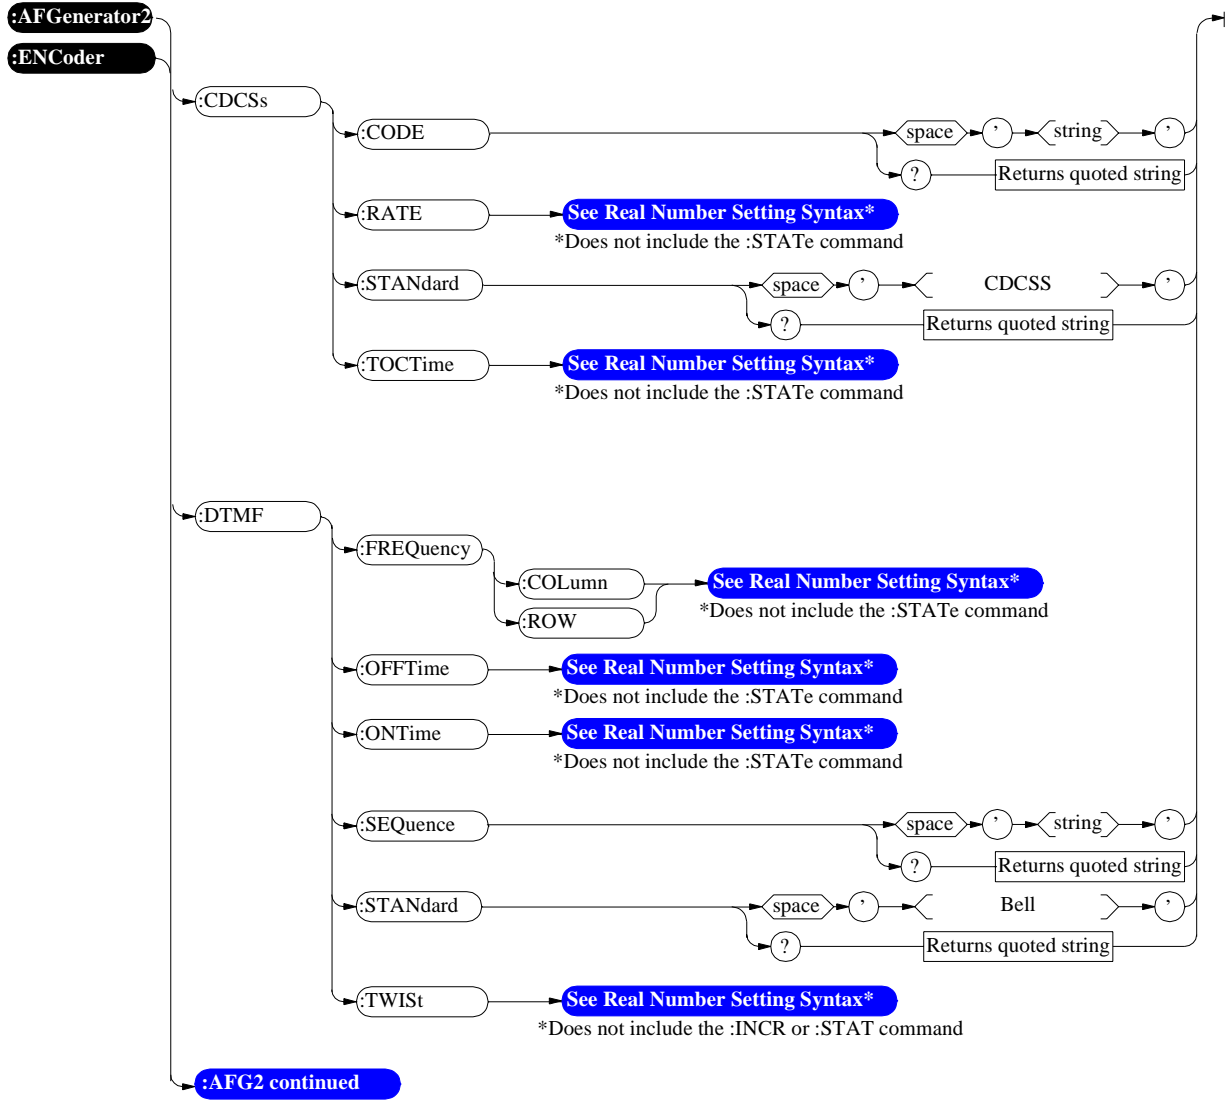 :AFGenerator2
:ENCoder
:CDCSs
:CODE
space
’
string
’
?
Returns quoted string
:RATE
See Real Number Setting Syntax*
*Does not include the :STATe command
:STANdard
space
’
CDCSS
’
?
Returns quoted string
:TOCTime
See Real Number Setting Syntax*
*Does not include the :STATe command
:DTMF
:FREQuency
:COLumn
:ROW
See Real Number Setting Syntax*
*Does not include the :STATe command
:OFFTime
See Real Number Setting Syntax*
*Does not include the :STATe command
:ONTime
See Real Number Setting Syntax*
*Does not include the :STATe command
:SEQuence
space
’
string
’
?
Returns quoted string
:STANdard
space
’
Bell
’
?
Returns quoted string
:TWISt
See Real Number Setting Syntax*
*Does not include the :INCR or :STAT command
:AFG2 continued